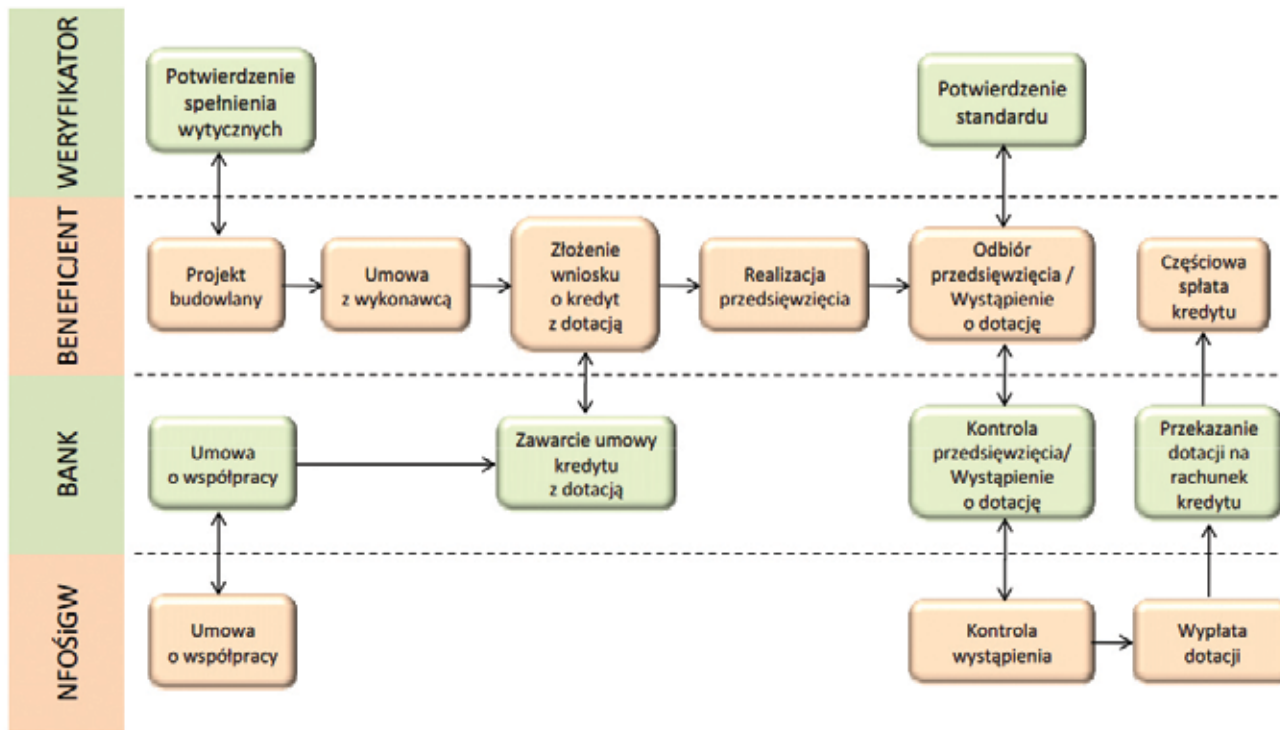 WERYFIKATOR
Potwierdzenie
spełnienia
wytycznych
Potwierdzenie
standardu
BENEFICJENT
Projekt
budowlany
Umowa
z wykonawcą
Złożenie
wniosku
o kredyt
z dotacją
Realizacja
przedsięwzięcia
Odbiór
przedsięwzięcia /
Wystąpienie
o dotację
Częściowa
spłata
kredytu
BANK
Umowa
o współpracy
Zawarcie umowy
kredytu
z dotacją
Kontrola
przedsięwzięcia/
Wystąpienie
o dotację
Przekazanie
dotacji na
rachunek
kredytu
NFOŚiGW
Umowa
o współpracy
Kontrola
wystąpienia
Wypłata
dotacji